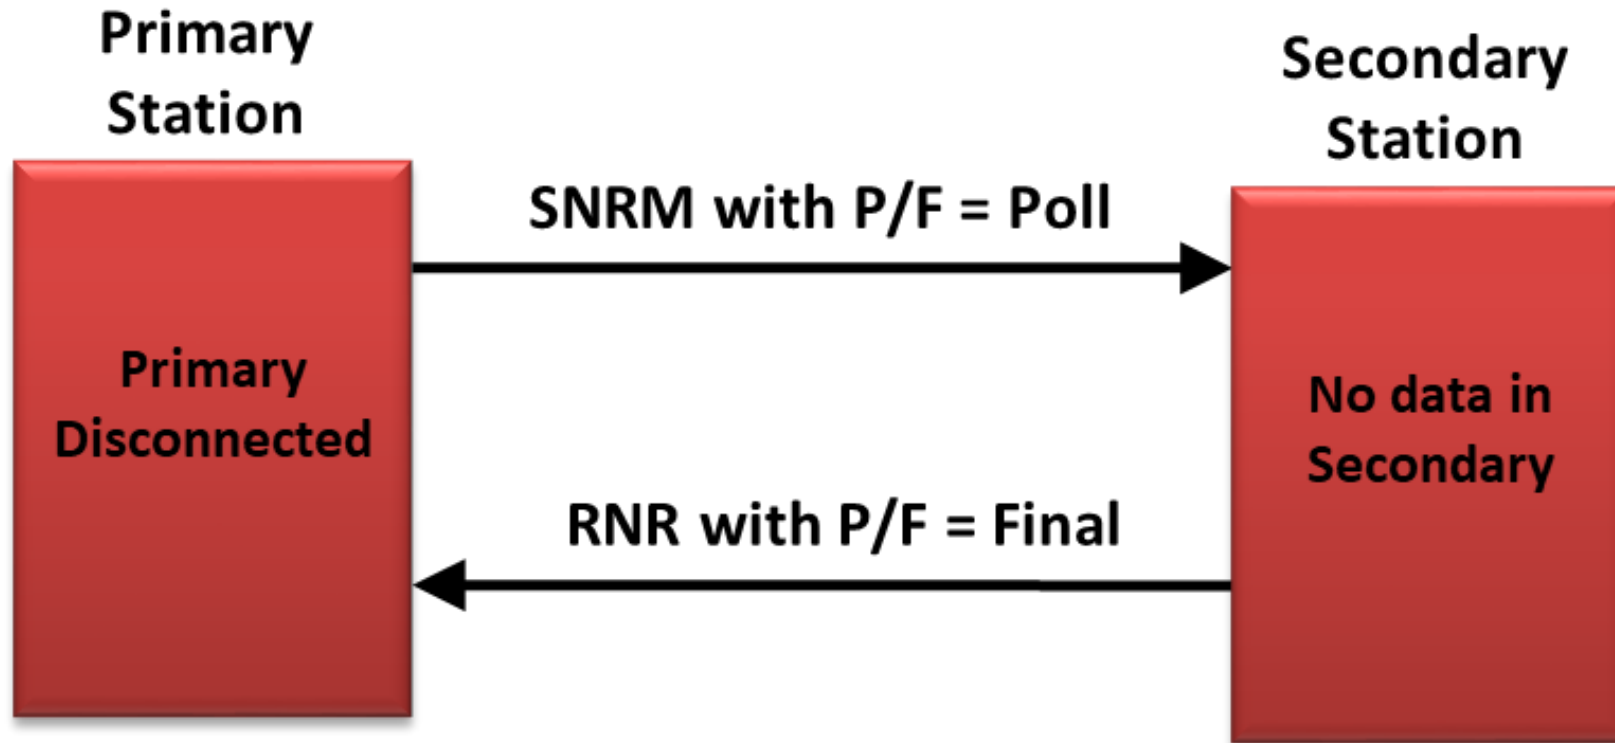 Primary
Station
Secondary
Station
SNRM with P/F = Poll
Primary
Disconnected
No data in
Secondary
RNR with P/F = Final